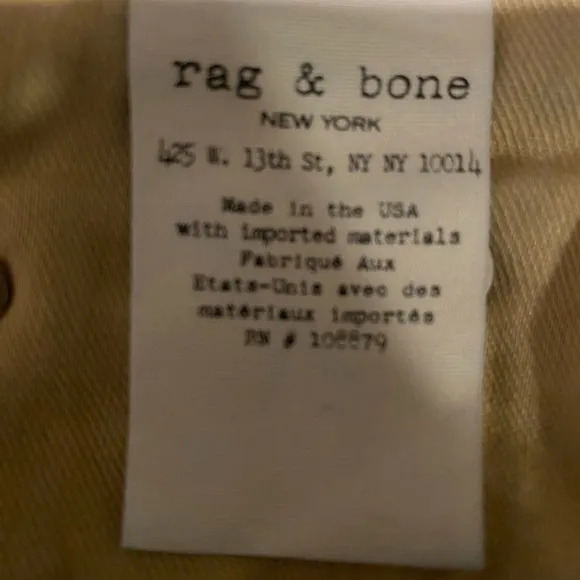 rag & bone
NEW YORK
425 W. 13th St, NY NY 10014
Made in the USA
with imported materials
Fabriqué Aux
Etats-Unis avec des
matériaux importés
RN # 108879